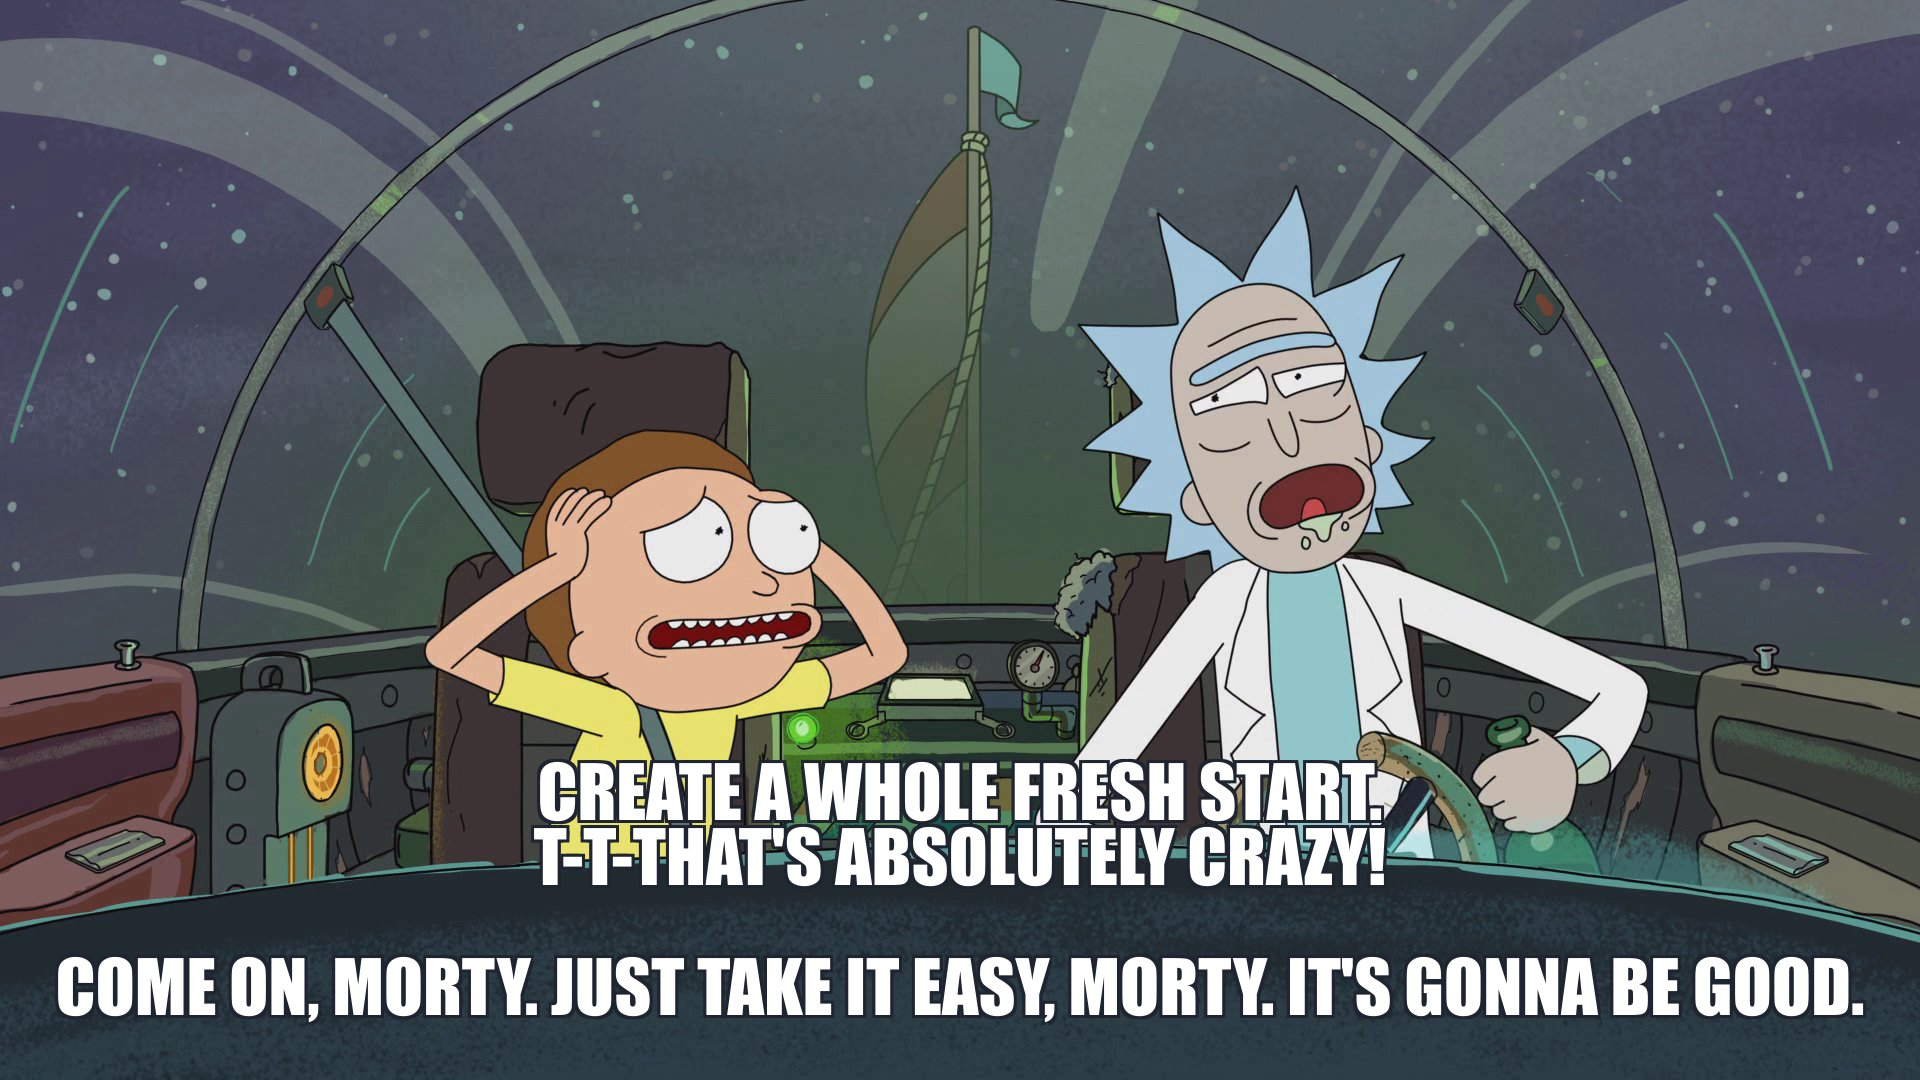 CREATE A WHOLE FRESH START.
T-T-THAT'S ABSOLUTELY CRAZY!
COME ON, MORTY. JUST TAKE IT EASY, MORTY. IT'S GONNA BE GOOD.